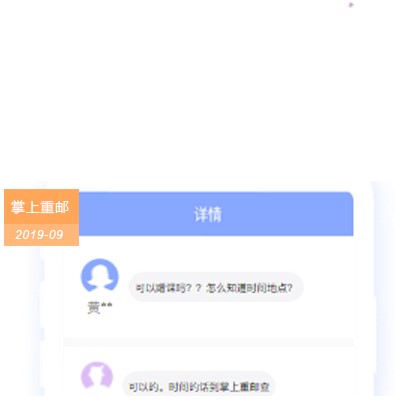 掌上重邮
2019-09
详情
可以蹭课吗？？怎么知道时间地点？
黄**
可以的。时间的话到掌上重邮查